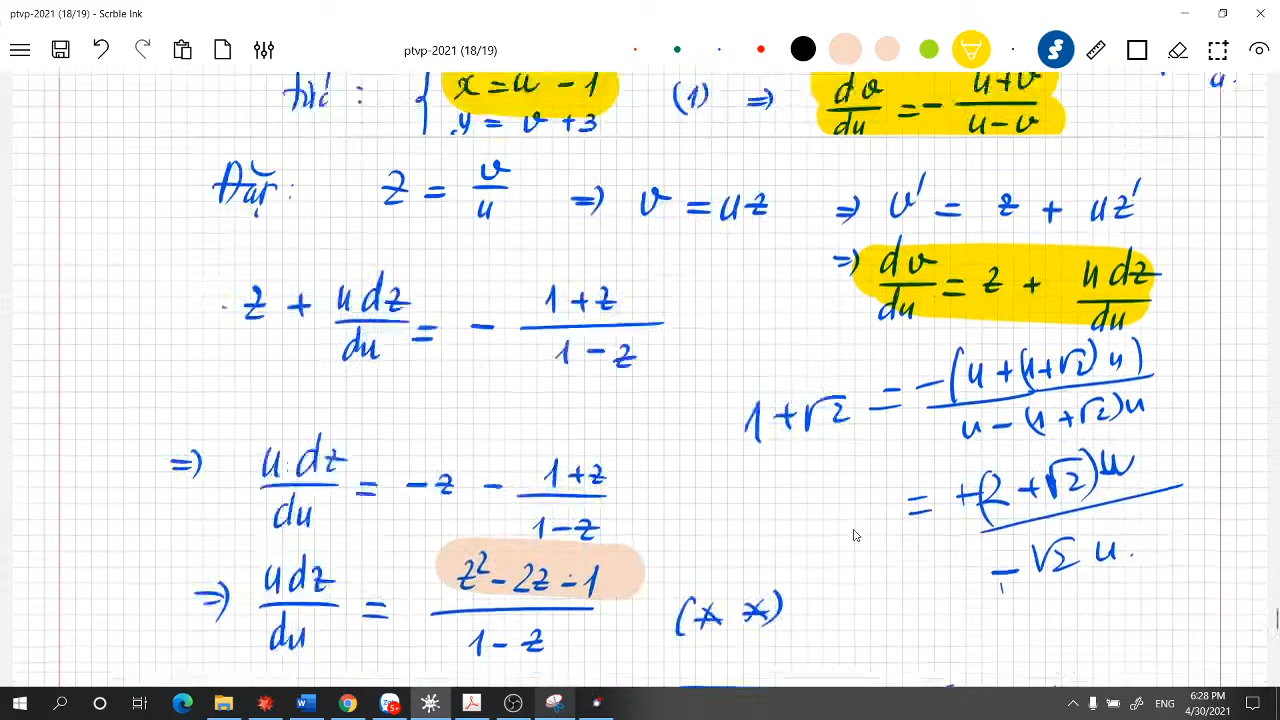 ptvp-2021 (18/19) - Scrble Ink
ptvp-2021 (18/19)
x = u - 1
y = v + 3
(1) ⇒ dv/du = - (u+v)/(u-v)
u.
Đặt: z = v/u ⇒ v = uz ⇒ v' = z + uz'
⇒ dv/du = z + u dz/du
z + u dz/du = - (1+z)/(1-z)
1+√2 = -(u+(1+√2)u)/(u-(1+√2)u)
⇒ u dz/du = -z - (1+z)/(1-z)
= +(2+√2)u/(-√2 u)
⇒ u dz/du = (z² - 2z - 1)/(1-z) (**)
6:28 PM
ENG
4/30/2021